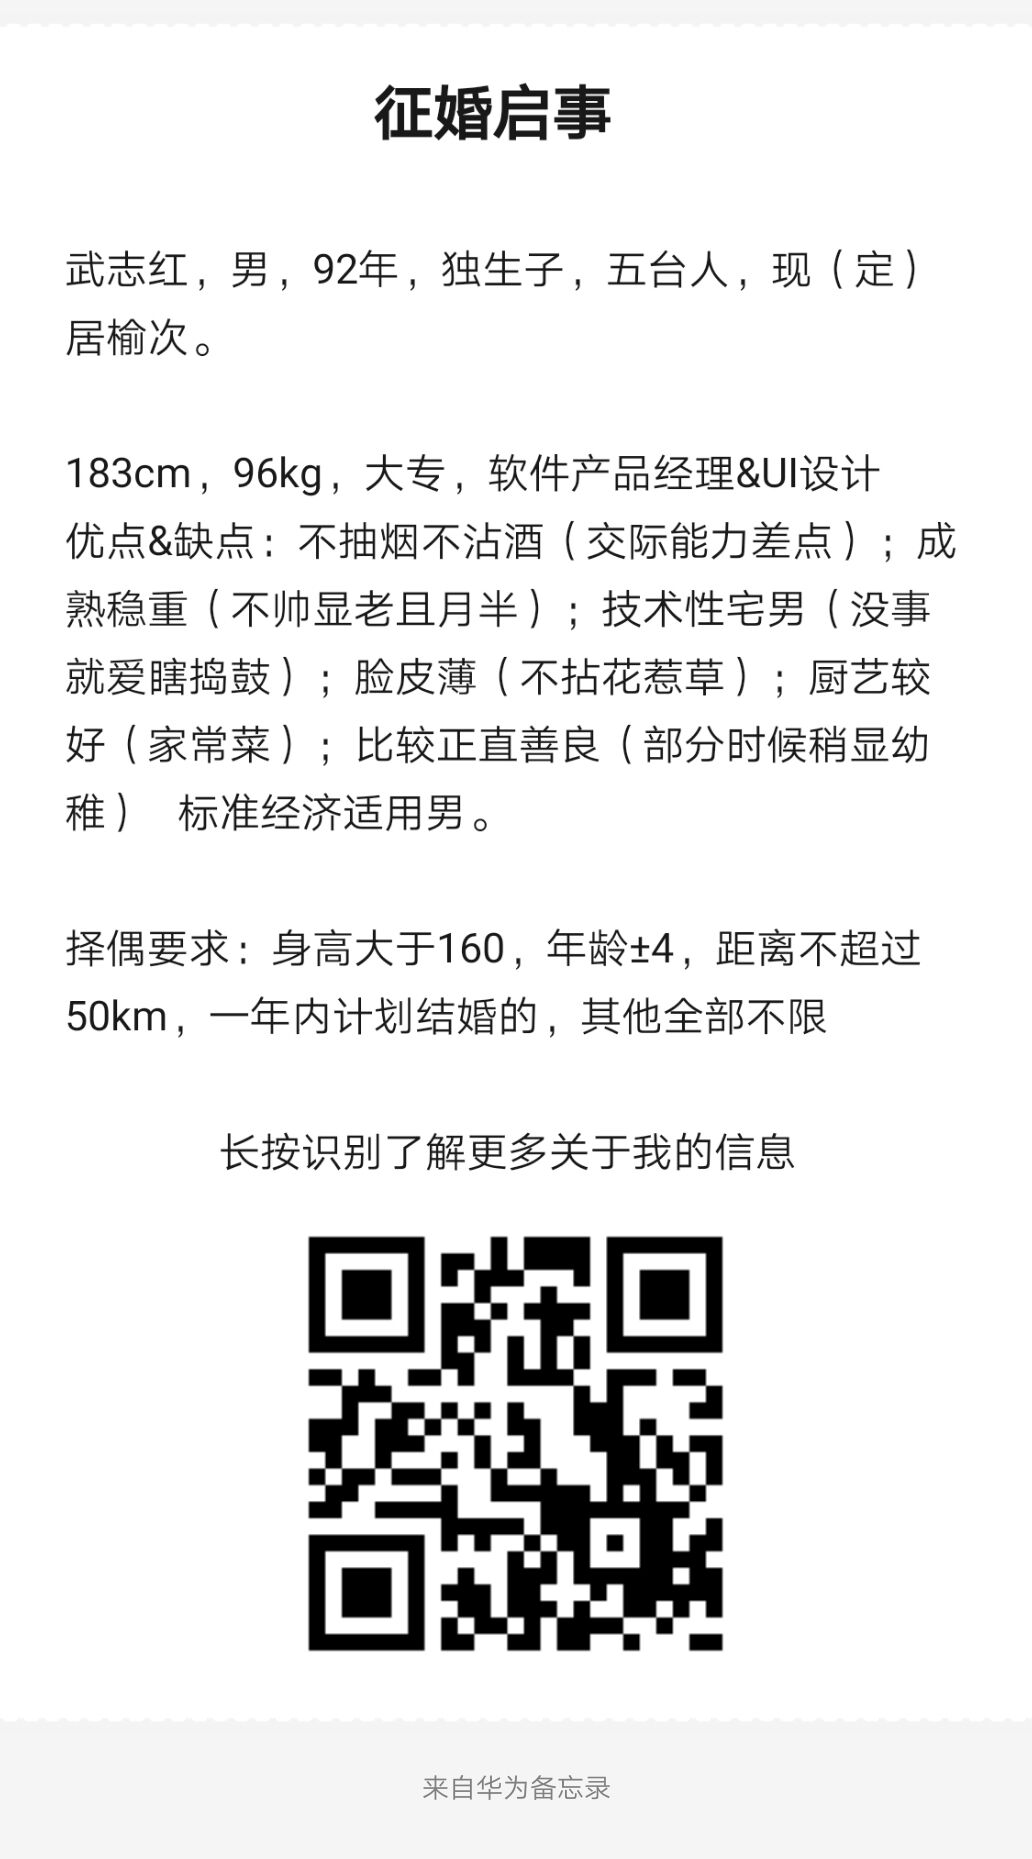 征婚启事
武志红，男，92年，独生子，五台人，现（定）
居榆次。
183cm，96kg，大专，软件产品经理&UI设计
优点&缺点：不抽烟不沾酒（交际能力差点）；成
熟稳重（不帅显老且月半）；技术性宅男（没事
就爱瞎捣鼓）；脸皮薄（不拈花惹草）；厨艺较
好（家常菜）；比较正直善良（部分时候稍显幼
稚）　标准经济适用男。
择偶要求：身高大于160，年龄±4，距离不超过
50km，一年内计划结婚的，其他全部不限
长按识别了解更多关于我的信息
来自华为备忘录